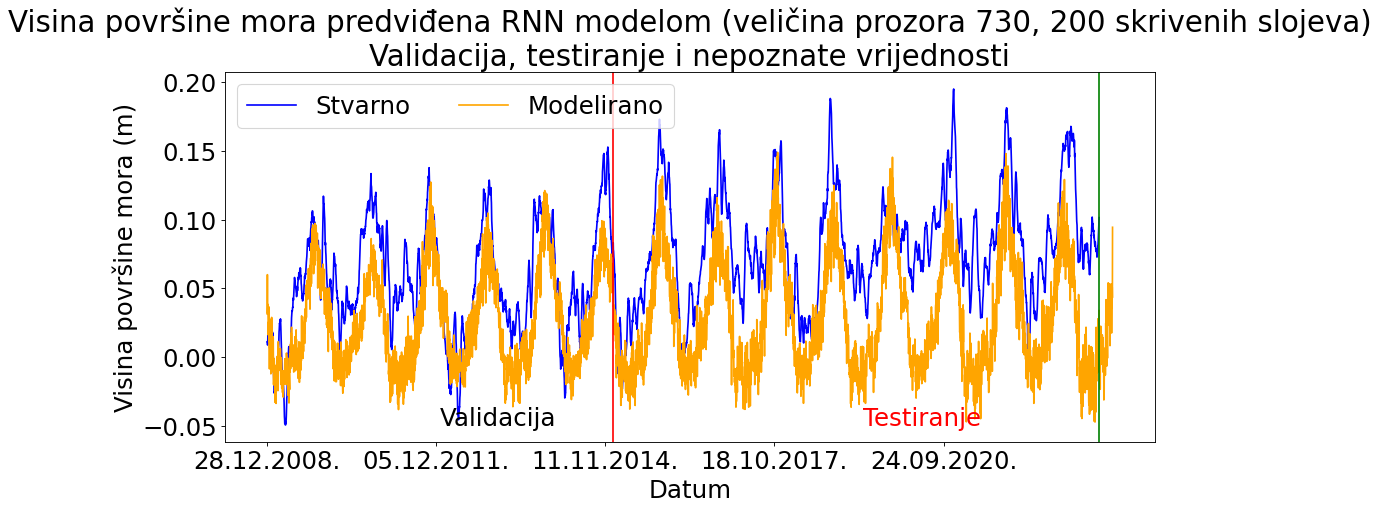 Visina površine mora predviđena RNN modelom (veličina prozora 730, 200 skrivenih slojeva)
Validacija, testiranje i nepoznate vrijednosti
Stvarno
Modelirano
Visina površine mora (m)
0.20
0.15
0.10
0.05
0.00
−0.05
Validacija
Testiranje
28.12.2008.
05.12.2011.
11.11.2014.
18.10.2017.
24.09.2020.
Datum